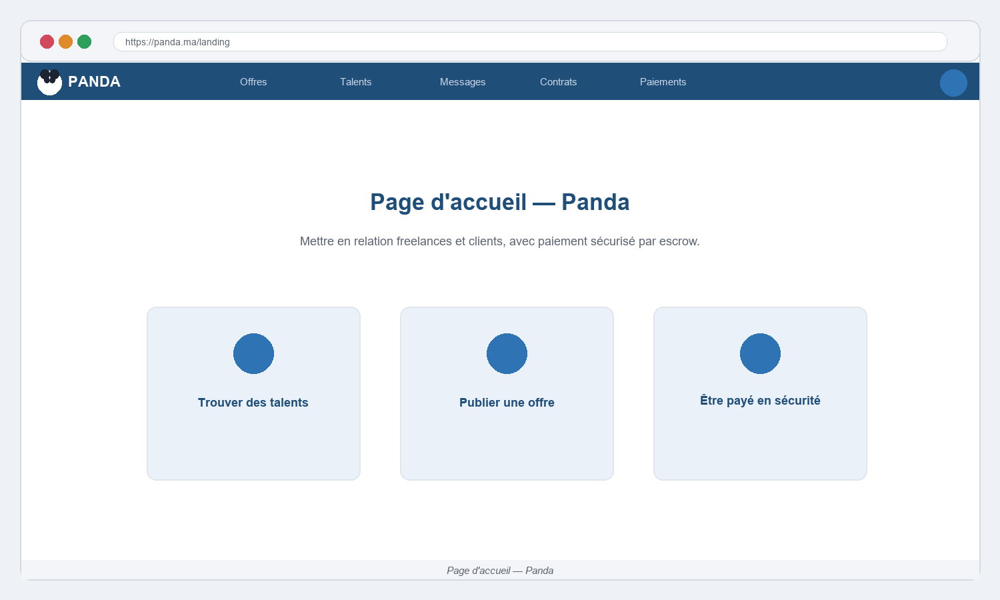 https://panda.ma/landing
PANDA Offres Talents Messages Contrats Paiements
Page d'accueil — Panda
Mettre en relation freelances et clients, avec paiement sécurisé par escrow.
Trouver des talents
Publier une offre
Être payé en sécurité
Page d'accueil — Panda